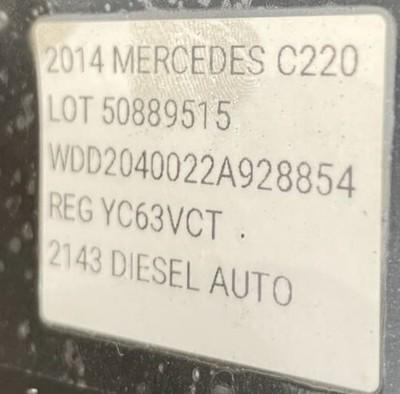 2014 MERCEDES C220
LOT 50889515
WDD2040022A928854
REG YC63VCT .
2143 DIESEL AUTO